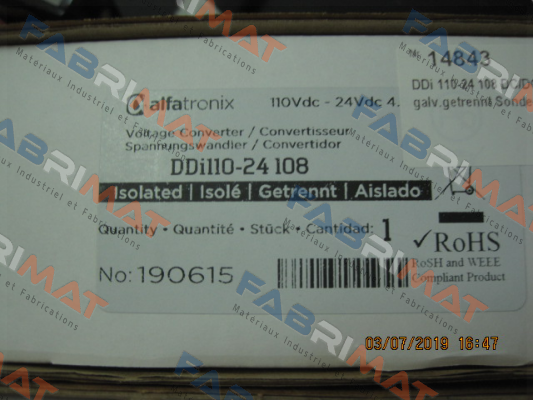 14843
DDi 110-24 108 DC/DC
galv.getrennt,Sonde
alfatronix
110Vdc - 24Vdc 4.
Voltage Converter / Convertisseur
Spannungswandler / Convertidor
DDi110-24 108
Isolated | Isolé | Getrennt | Aislado
Quantity • Quantité • Stück • Cantidad: 1
No: 190615
✓RoHS
RoSH and WEEE
Compliant Product
03/07/2019 16:47
FABRIMAT
Materiaux Industriel et Fabrications